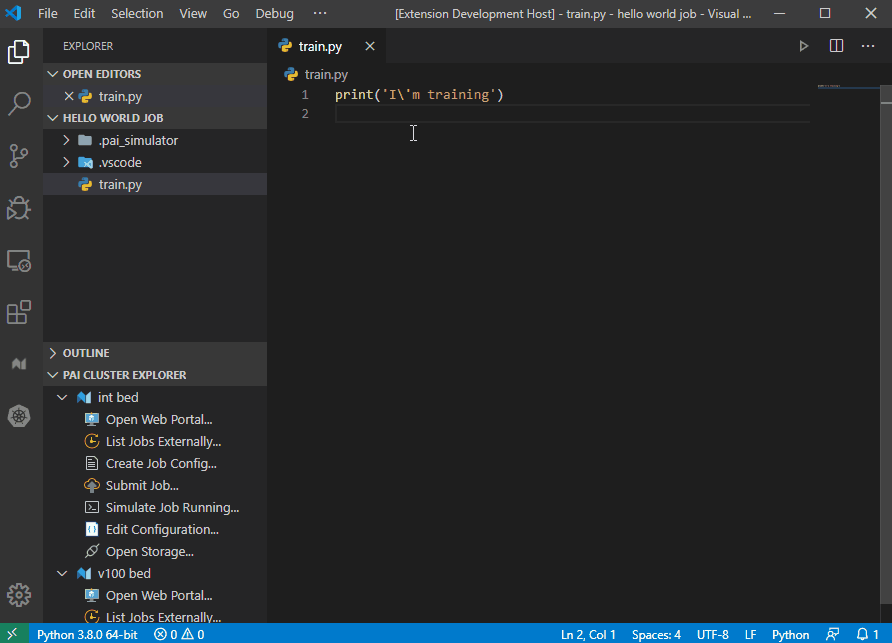 File Edit Selection View Go Debug ··· [Extension Development Host] - train.py - hello world job - Visual ...
EXPLORER
OPEN EDITORS
train.py
HELLO WORLD JOB
.pai_simulator
.vscode
train.py
OUTLINE
PAI CLUSTER EXPLORER
int bed
Open Web Portal...
List Jobs Externally...
Create Job Config...
Submit Job...
Simulate Job Running...
Edit Configuration...
Open Storage...
v100 bed
Open Web Portal...
List Jobs Externally...
train.py
train.py
1 print('I\'m training')
2
Python 3.8.0 64-bit 0 0 Ln 2, Col 1 Spaces: 4 UTF-8 LF Python 1